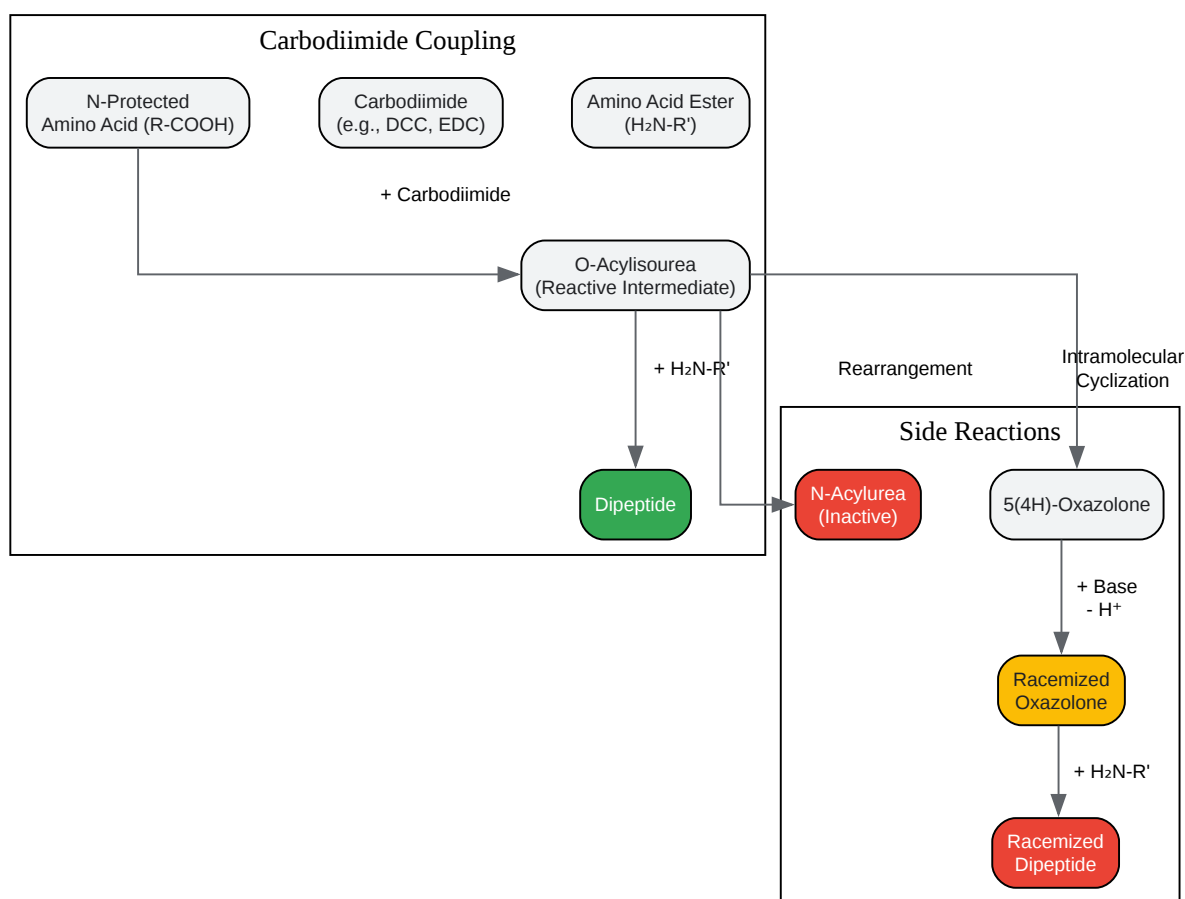 Carbodiimide Coupling
N-Protected
Amino Acid (R-COOH)
Carbodiimide
(e.g., DCC, EDC)
Amino Acid Ester
(H₂N-R')
+ Carbodiimide
O-Acylisourea
(Reactive Intermediate)
+ H₂N-R'
Rearrangement
Intramolecular
Cyclization
Side Reactions
Dipeptide
N-Acylurea
(Inactive)
5(4H)-Oxazolone
+ Base
- H⁺
Racemized
Oxazolone
+ H₂N-R'
Racemized
Dipeptide